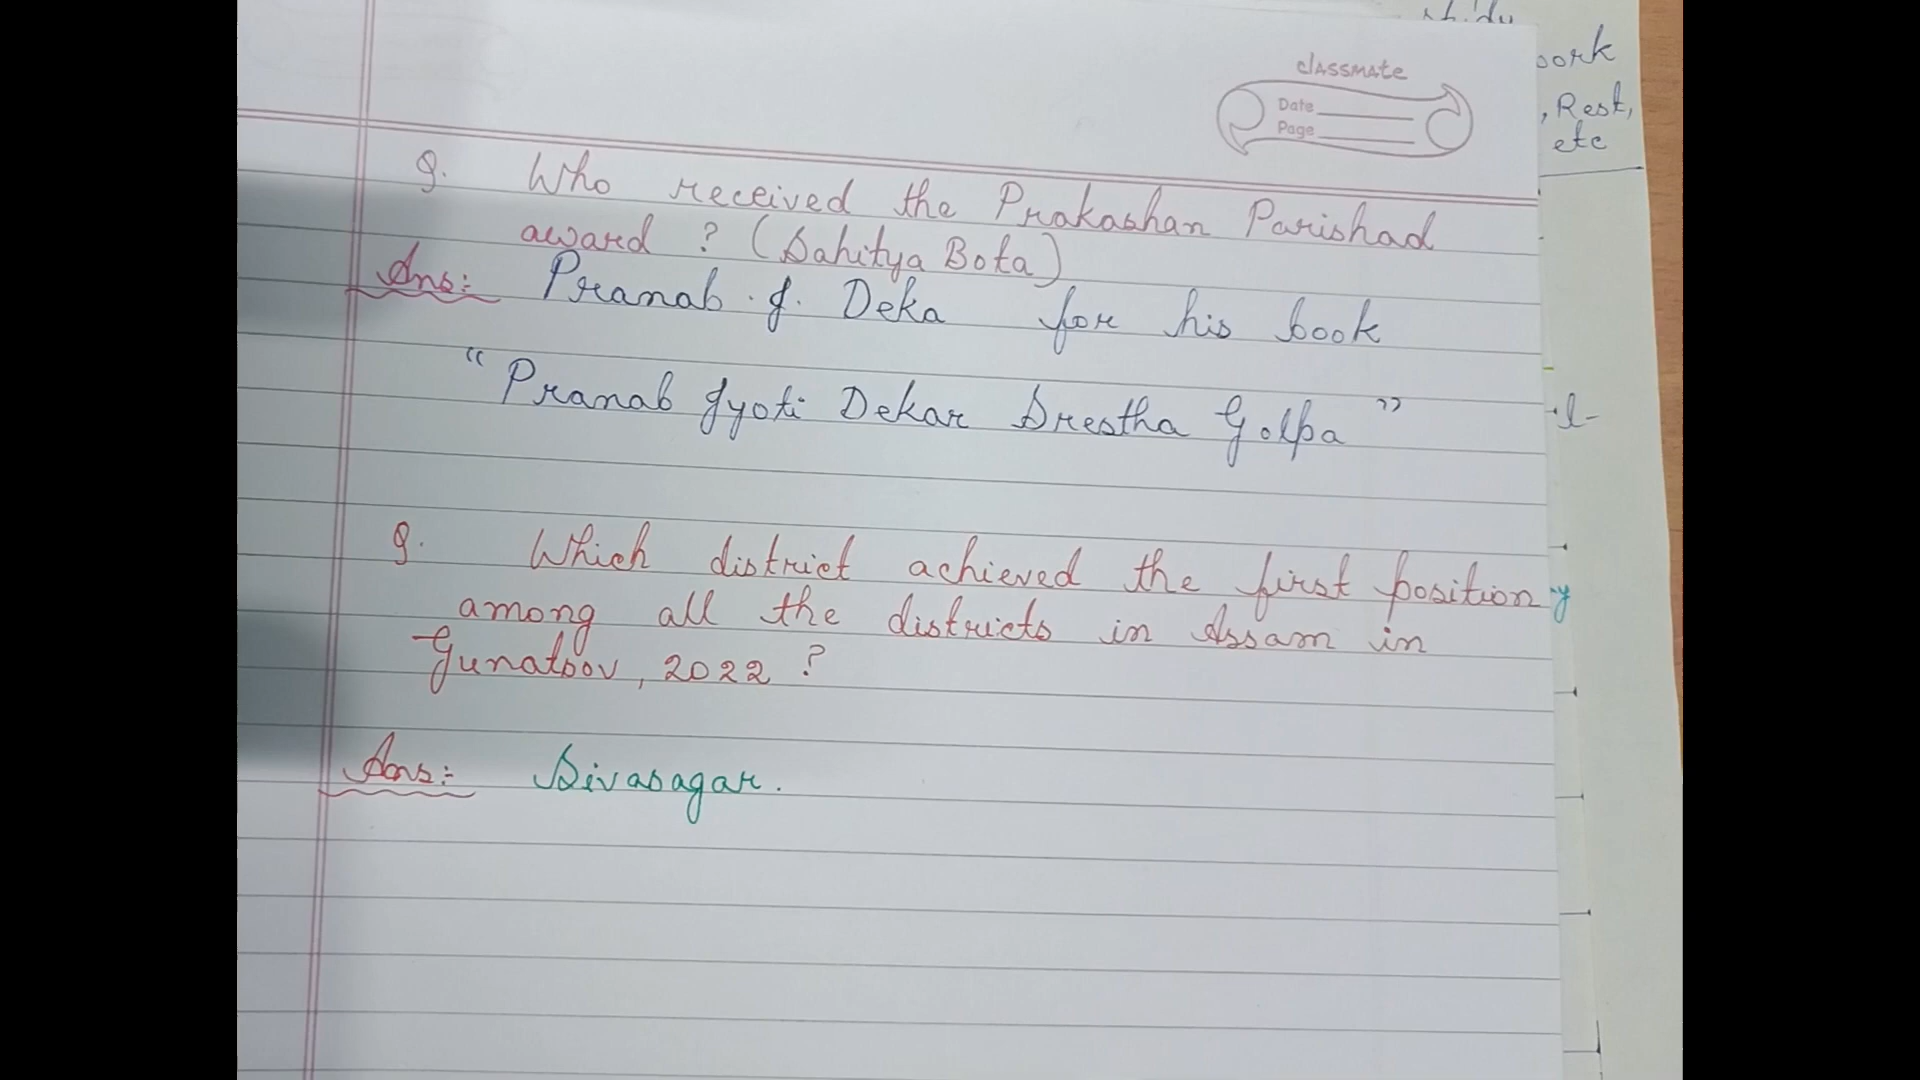 work
, Rest,
etc
classmate
Date
Page
Q. Who received the Prakashan Parishad
award ? (Sahitya Bota)
Ans:- Pranab . J. Deka for his book
"Pranab Jyoti Dekar Srestha Golpa"
Q. Which district achieved the first position
among all the districts in Assam in
Gunatsov, 2022 ?
Ans:- Sivasagar.